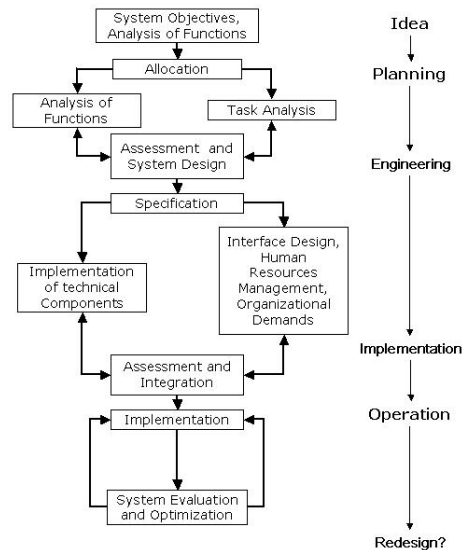 System Objectives,
Analysis of Functions
Idea
Allocation
Planning
Analysis of
Functions
Task Analysis
Assessment and
System Design
Engineering
Specification
Implementation
of technical
Components
Interface Design,
Human
Resources
Management,
Organizational
Demands
Implementation
Assessment and
Integration
Implementation
Operation
System Evaluation
and Optimization
Redesign?